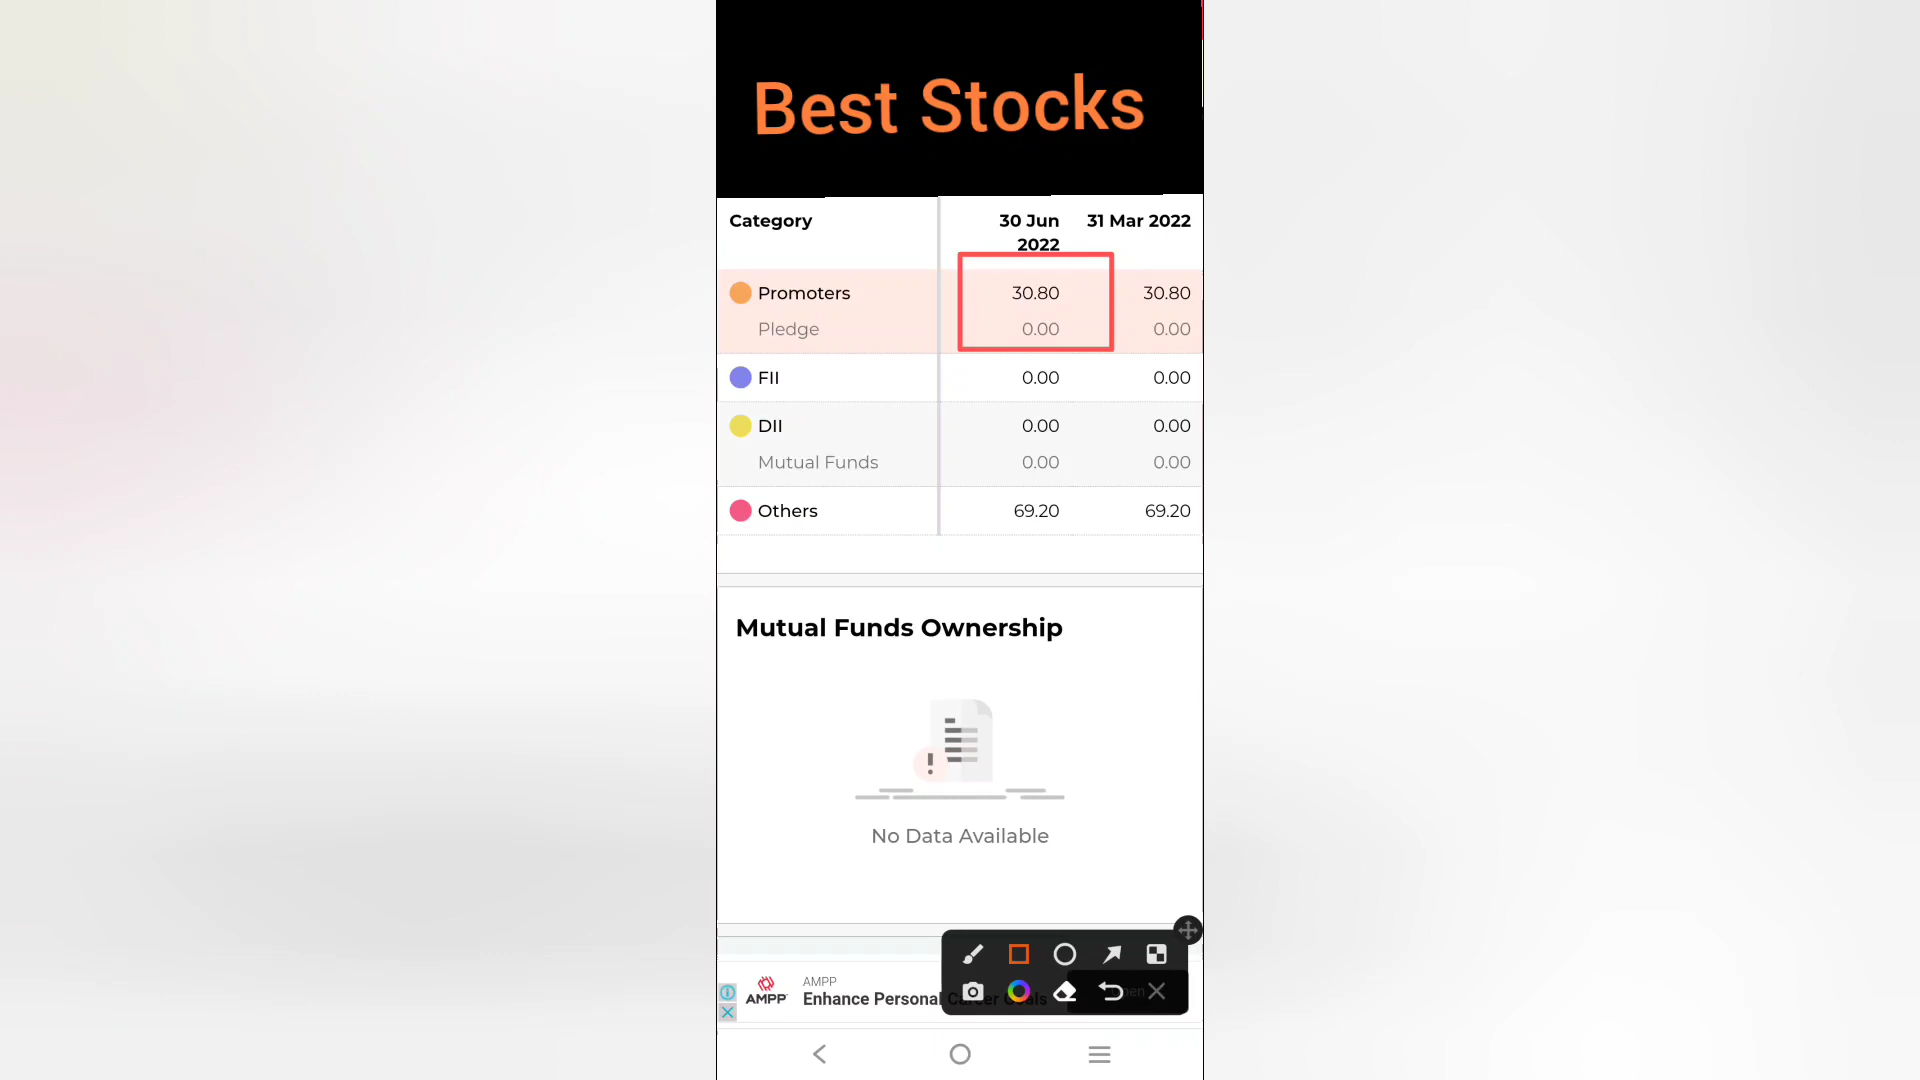 Best Stocks
Category
30 Jun 2022
31 Mar 2022
Promoters 30.80 30.80
Pledge 0.00 0.00
FII 0.00 0.00
DII 0.00 0.00
Mutual Funds 0.00 0.00
Others 69.20 69.20
Mutual Funds Ownership
!
No Data Available
AMPP
AMPP
Enhance Personal Career Goals